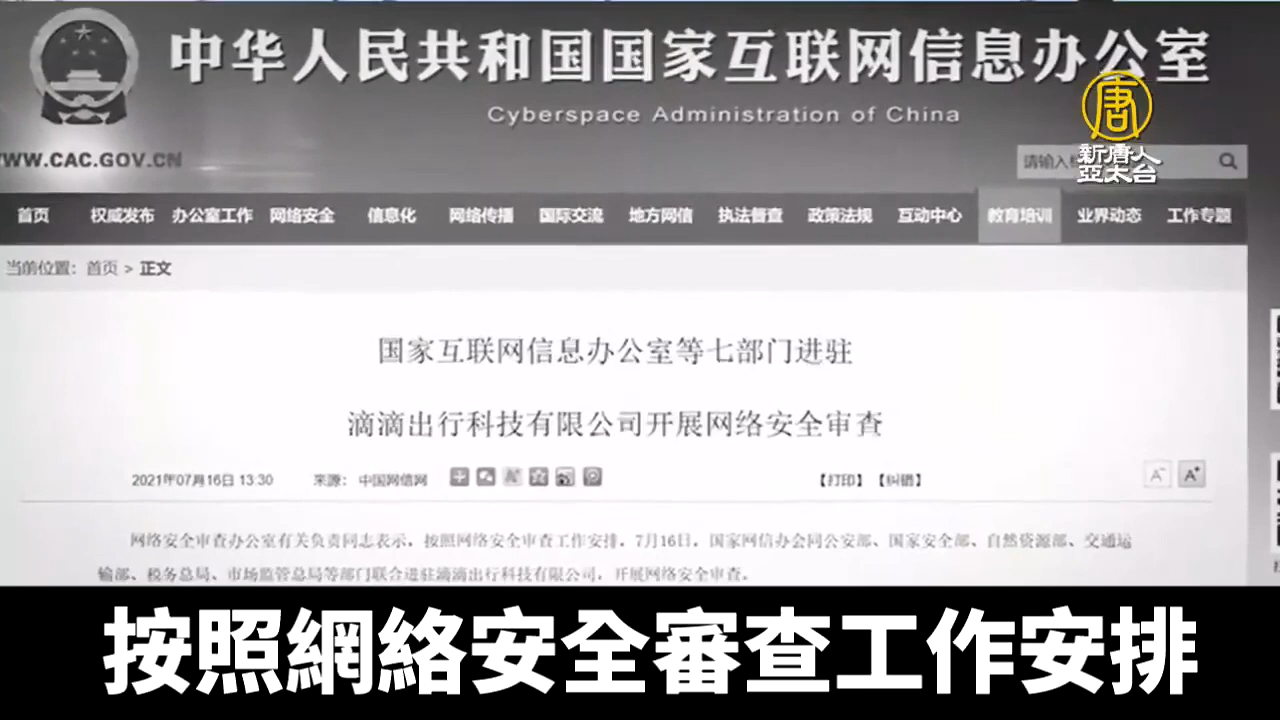 中华人民共和国国家互联网信息办公室
Cyberspace Administration of China
WWW.CAC.GOV.CN
请输入
唐
新唐人
亞太台
首页 权威发布 办公室工作 网络安全 信息化 网络传播 国际交流 地方网信 执法督查 政策法规 互动中心 教育培训 业界动态 工作专题
当前位置： 首页 > 正文
国家互联网信息办公室等七部门进驻
滴滴出行科技有限公司开展网络安全审查
2021年07月16日 13:30 来源： 中国网信网 【打印】【纠错】
A- A+
网络安全审查办公室有关负责同志表示，按照网络安全审查工作安排，7月16日，国家网信办会同公安部、国家安全部、自然资源部、交通运
输部、税务总局、市场监管总局等部门联合进驻滴滴出行科技有限公司，开展网络安全审查。
按照網絡安全審查工作安排